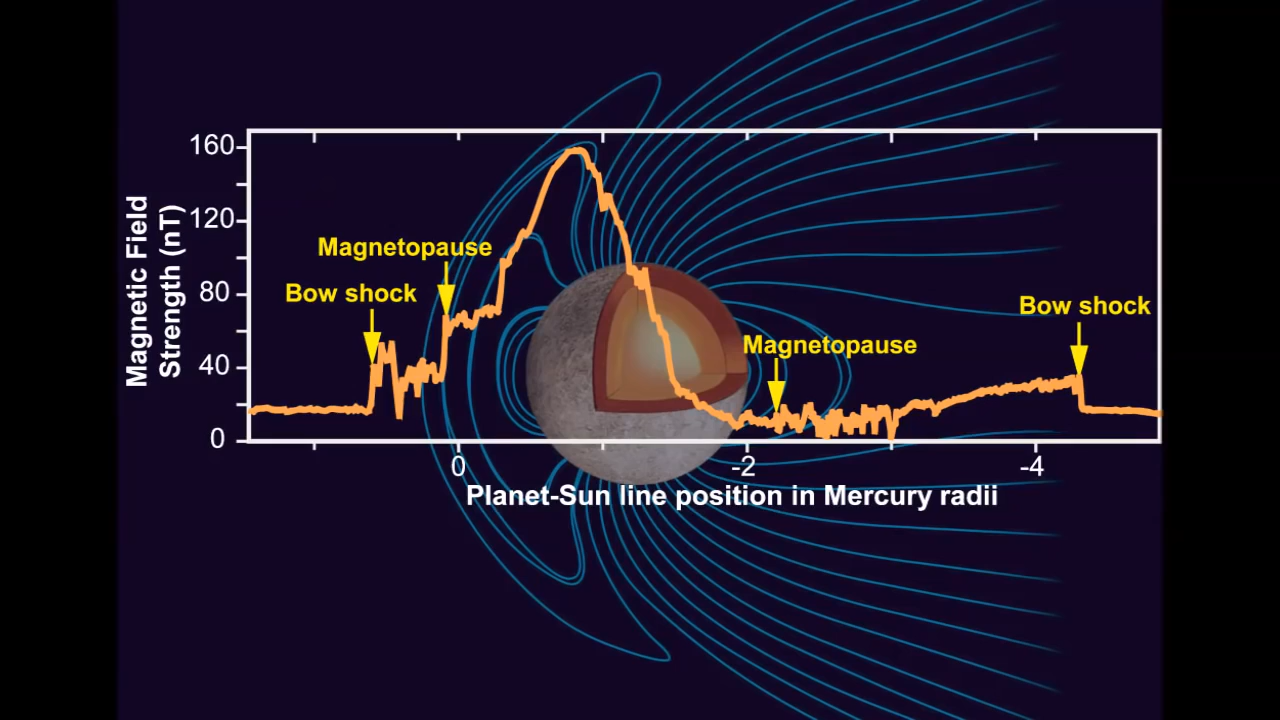 160
120
80
40
0
Magnetic Field
Strength (nT)
Magnetopause
Bow shock
Magnetopause
Bow shock
0
-2
-4
Planet-Sun line position in Mercury radii